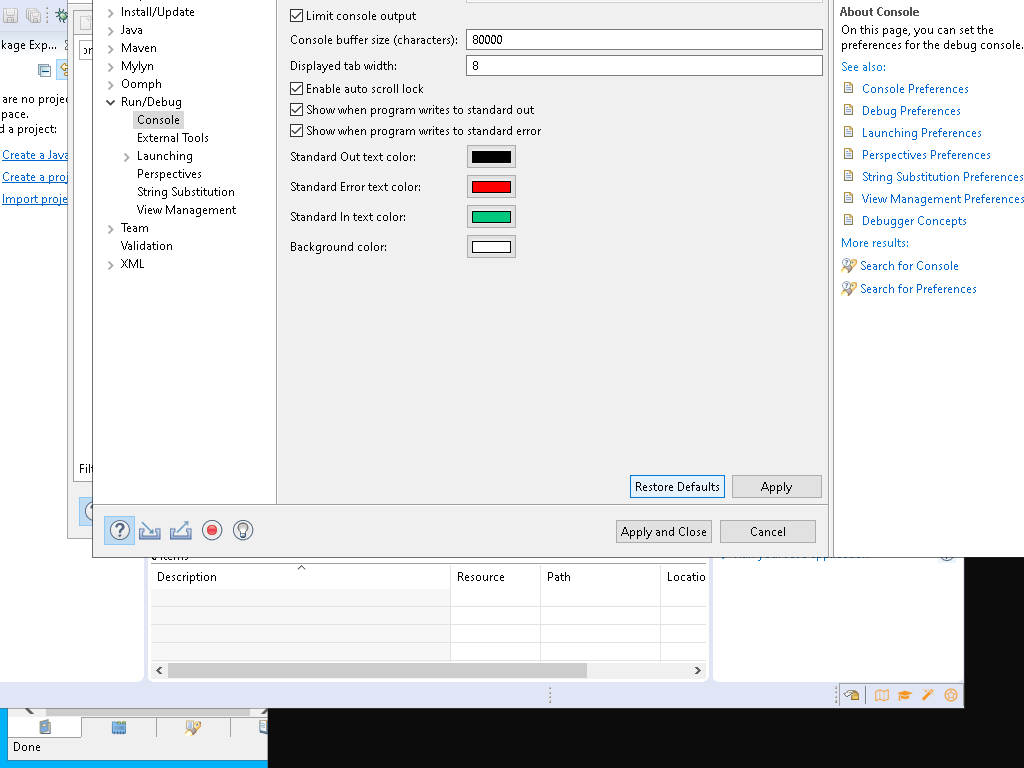 Install/Update
Java
Maven
Mylyn
Oomph
Run/Debug
Console
External Tools
Launching
Perspectives
String Substitution
View Management
Team
Validation
XML
Limit console output
Console buffer size (characters): 80000
Displayed tab width: 8
Enable auto scroll lock
Show when program writes to standard out
Show when program writes to standard error
Standard Out text color:
Standard Error text color:
Standard In text color:
Background color:
Restore Defaults
Apply
Apply and Close
Cancel
About Console
On this page, you can set the
preferences for the debug console.
See also:
Console Preferences
Debug Preferences
Launching Preferences
Perspectives Preferences
String Substitution Preferences
View Management Preferences
Debugger Concepts
More results:
Search for Console
Search for Preferences
kage Exp...
are no projec
pace.
d a project:
Create a Java
Create a proj
Import proje
Filt
Description
Resource
Path
Locatio
Done